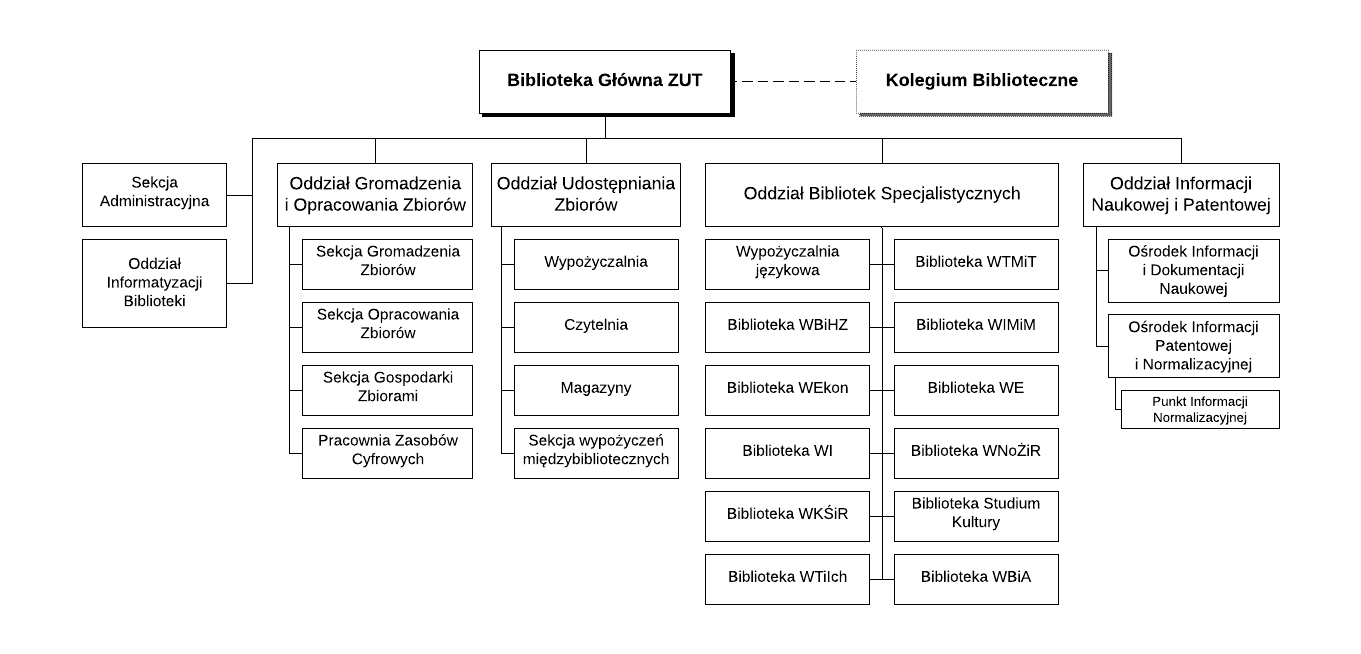 Biblioteka Główna ZUT
Kolegium Biblioteczne
Sekcja
Administracyjna
Oddział
Informatyzacji
Biblioteki
Oddział Gromadzenia
i Opracowania Zbiorów
Sekcja Gromadzenia
Zbiorów
Sekcja Opracowania
Zbiorów
Sekcja Gospodarki
Zbiorami
Pracownia Zasobów
Cyfrowych
Oddział Udostępniania
Zbiorów
Wypożyczalnia
Czytelnia
Magazyny
Sekcja wypożyczeń
międzybibliotecznych
Oddział Bibliotek Specjalistycznych
Wypożyczalnia
językowa
Biblioteka WBiHZ
Biblioteka WEkon
Biblioteka WI
Biblioteka WKŚiR
Biblioteka WTiIch
Biblioteka WTMiT
Biblioteka WIMiM
Biblioteka WE
Biblioteka WNoŻiR
Biblioteka Studium
Kultury
Biblioteka WBiA
Oddział Informacji
Naukowej i Patentowej
Ośrodek Informacji
i Dokumentacji
Naukowej
Ośrodek Informacji
Patentowej
i Normalizacyjnej
Punkt Informacji
Normalizacyjnej